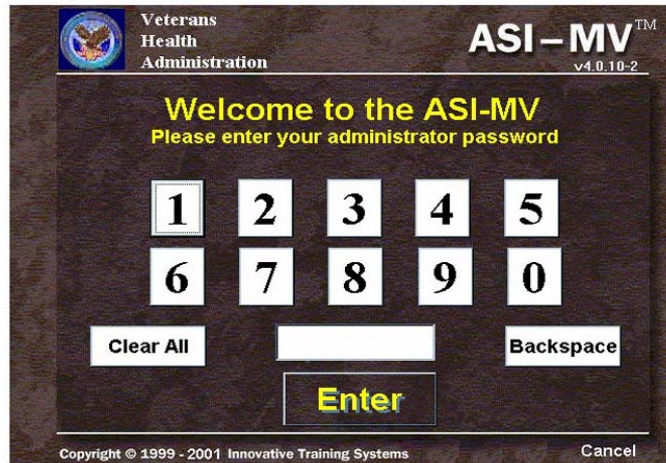 Veterans
Health
Administration
ASI–MV™
v4.0.10-2
Welcome to the ASI-MV
Please enter your administrator password
1 2 3 4 5
6 7 8 9 0
Clear All
Backspace
Enter
Copyright © 1999 - 2001 Innovative Training Systems
Cancel